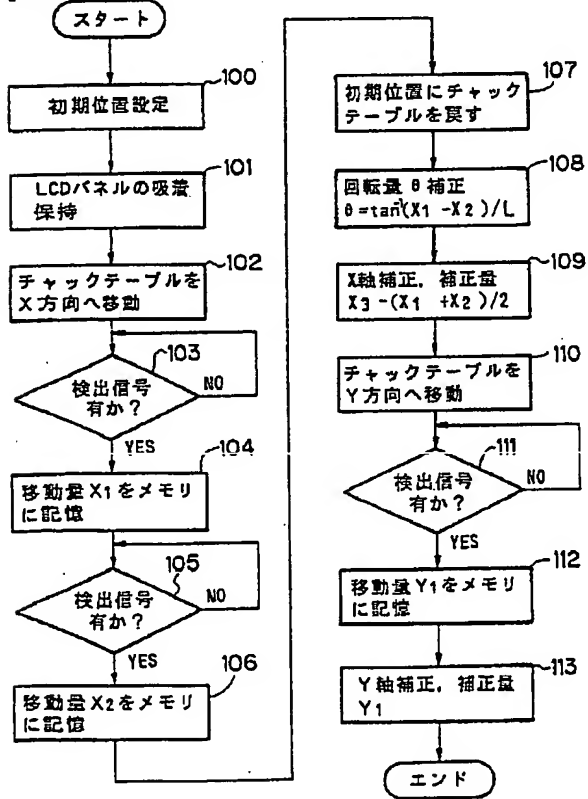 スタート
100
初期位置設定
101
LCDパネルの吸着
保持
102
チャックテーブルを
X方向へ移動
103
検出信号
有か?
NO
YES
104
移動量X1をメモリ
に記憶
105
検出信号
有か?
NO
YES
106
移動量X2をメモリ
に記憶
107
初期位置にチャック
テーブルを戻す
108
回転量 θ 補正
θ=tan⁻¹(X1-X2)/L
109
X軸補正,補正量
X3-(X1+X2)/2
110
チャックテーブルを
Y方向へ移動
111
検出信号
有か?
NO
YES
112
移動量Y1をメモリ
に記憶
113
Y軸補正,補正量
Y1
エンド